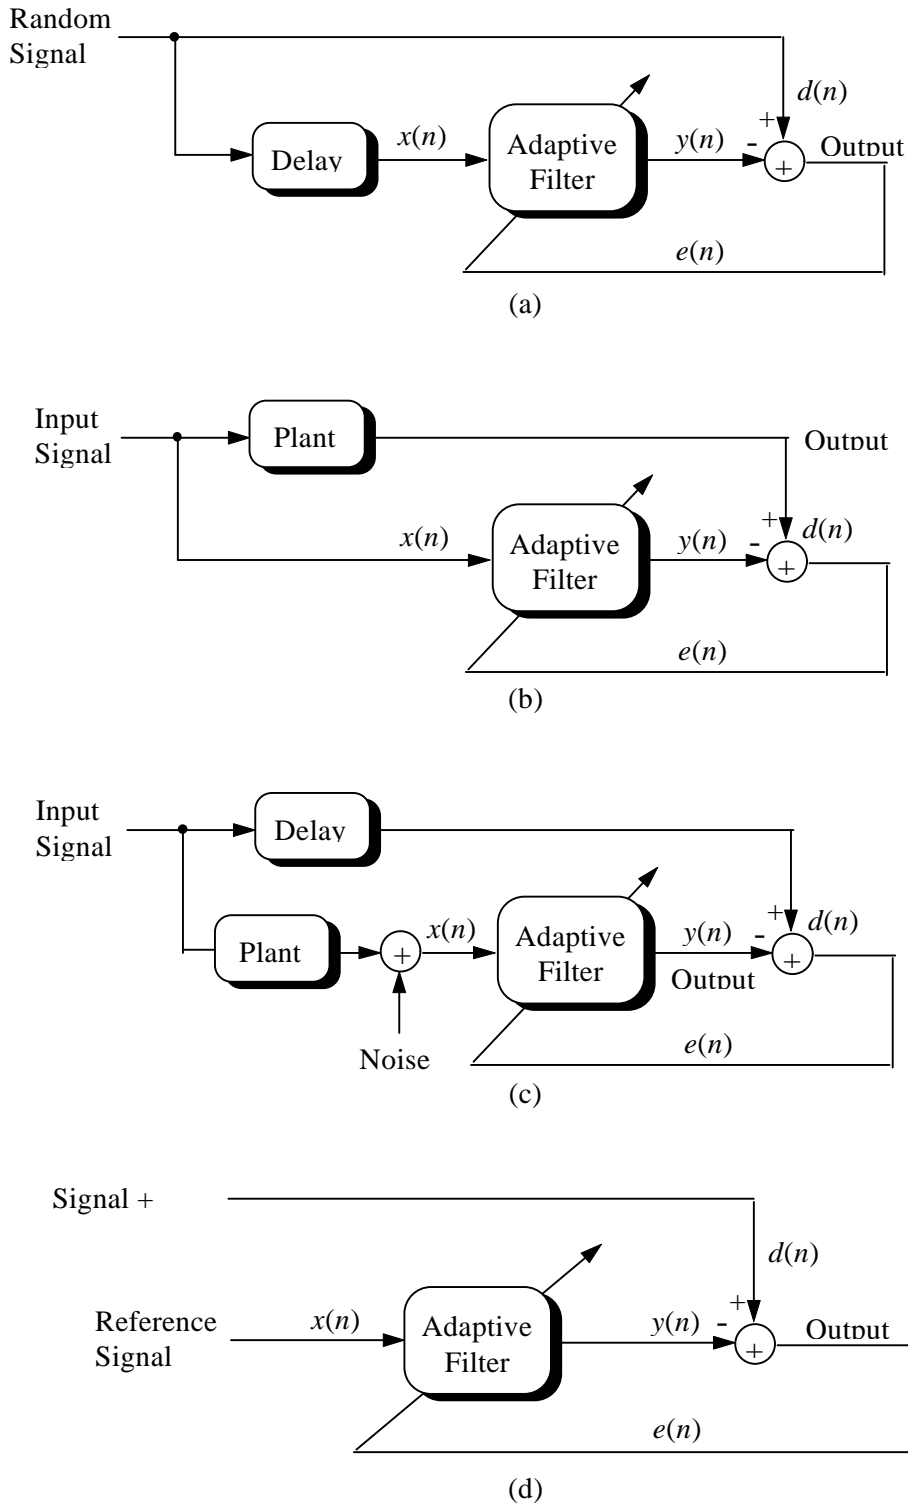 Random
Signal
d(n)
+
x(n)
Adaptive
Filter
y(n)
-
Output
Delay
+
e(n)
(a)
Input
Signal
Plant
Output
+
d(n)
x(n)
Adaptive
Filter
y(n)
-
+
e(n)
(b)
Input
Signal
Delay
+
d(n)
Plant
+
x(n)
Adaptive
Filter
y(n)
-
+
Output
Noise
e(n)
(c)
Signal +
d(n)
+
Reference
Signal
x(n)
Adaptive
Filter
y(n)
-
+
Output
e(n)
(d)